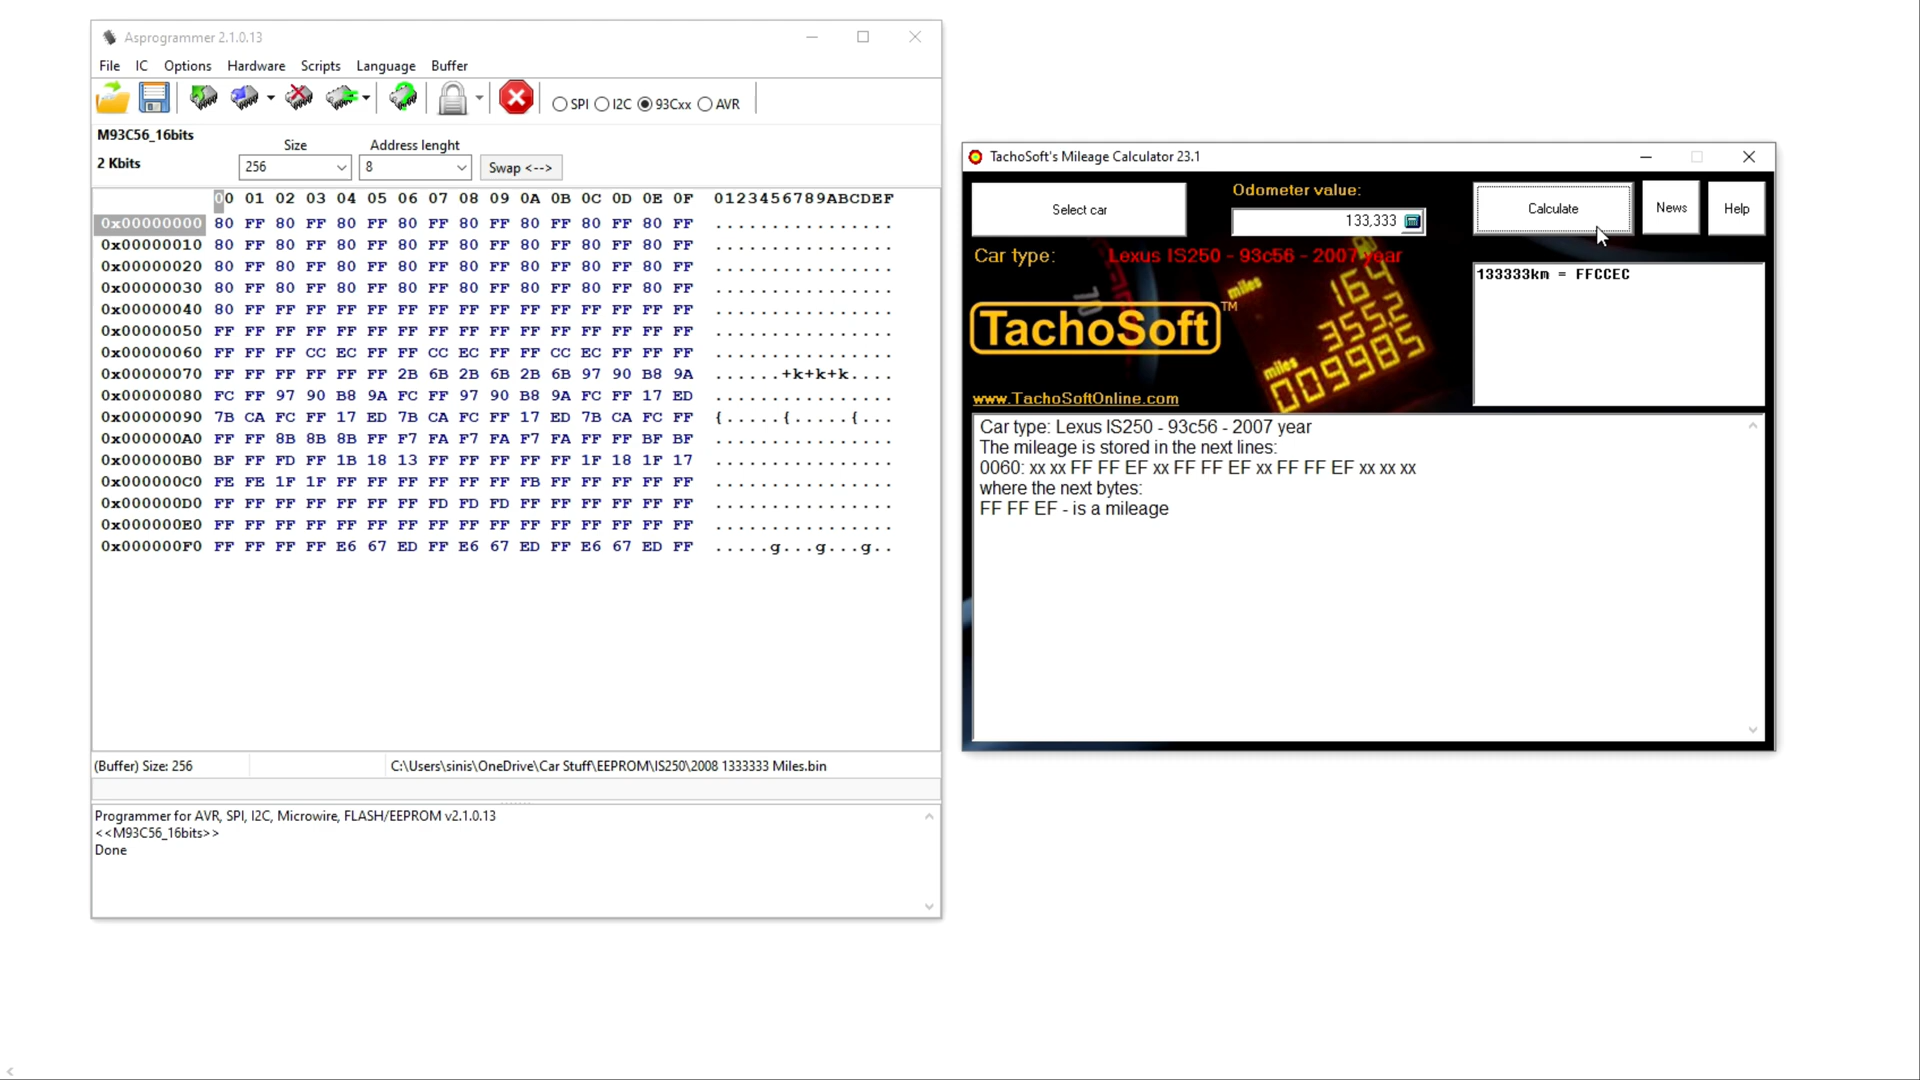 Asprogrammer 2.1.0.13
File IC Options Hardware Scripts Language Buffer
SPI I2C 93Cxx AVR
M93C56_16bits
Size Address lenght
2 Kbits 256 8 Swap <-->
00 01 02 03 04 05 06 07 08 09 0A 0B 0C 0D 0E 0F 0123456789ABCDEF
0x00000000 80 FF 80 FF 80 FF 80 FF 80 FF 80 FF 80 FF 80 FF ................
0x00000010 80 FF 80 FF 80 FF 80 FF 80 FF 80 FF 80 FF 80 FF ................
0x00000020 80 FF 80 FF 80 FF 80 FF 80 FF 80 FF 80 FF 80 FF ................
0x00000030 80 FF 80 FF 80 FF 80 FF 80 FF 80 FF 80 FF 80 FF ................
0x00000040 80 FF FF FF FF FF FF FF FF FF FF FF FF FF FF FF ................
0x00000050 FF FF FF FF FF FF FF FF FF FF FF FF FF FF FF FF ................
0x00000060 FF FF FF CC EC FF FF CC EC FF FF CC EC FF FF FF ................
0x00000070 FF FF FF FF FF FF 2B 6B 2B 6B 2B 6B 97 90 B8 9A ......+k+k+k....
0x00000080 FC FF 97 90 B8 9A FC FF 97 90 B8 9A FC FF 17 ED ................
0x00000090 7B CA FC FF 17 ED 7B CA FC FF 17 ED 7B CA FC FF {.....{.....{...
0x000000A0 FF FF 8B 8B 8B FF F7 FA F7 FA F7 FA FF FF BF BF ................
0x000000B0 BF FF FD FF 1B 18 13 FF FF FF FF FF 1F 18 1F 17 ................
0x000000C0 FE FE 1F 1F FF FF FF FF FF FF FB FF FF FF FF FF ................
0x000000D0 FF FF FF FF FF FF FF FD FD FD FF FF FF FF FF FF ................
0x000000E0 FF FF FF FF FF FF FF FF FF FF FF FF FF FF FF FF ................
0x000000F0 FF FF FF FF E6 67 ED FF E6 67 ED FF E6 67 ED FF .....g...g...g..
(Buffer) Size: 256 C:\Users\sinis\OneDrive\Car Stuff\EEPROM\IS250\2008 1333333 Miles.bin
Programmer for AVR, SPI, I2C, Microwire, FLASH/EEPROM v2.1.0.13
<<M93C56_16bits>>
Done
TachoSoft's Mileage Calculator 23.1
Select car
Odometer value:
133,333
Calculate
News
Help
Car type: Lexus IS250 - 93c56 - 2007 year
133333km = FFCCEC
TachoSoft™
miles 164
355.2
miles 009985
www.TachoSoftOnline.com
Car type: Lexus IS250 - 93c56 - 2007 year
The mileage is stored in the next lines:
0060: xx xx FF FF EF xx FF FF EF xx FF FF EF xx xx xx
where the next bytes:
FF FF EF - is a mileage